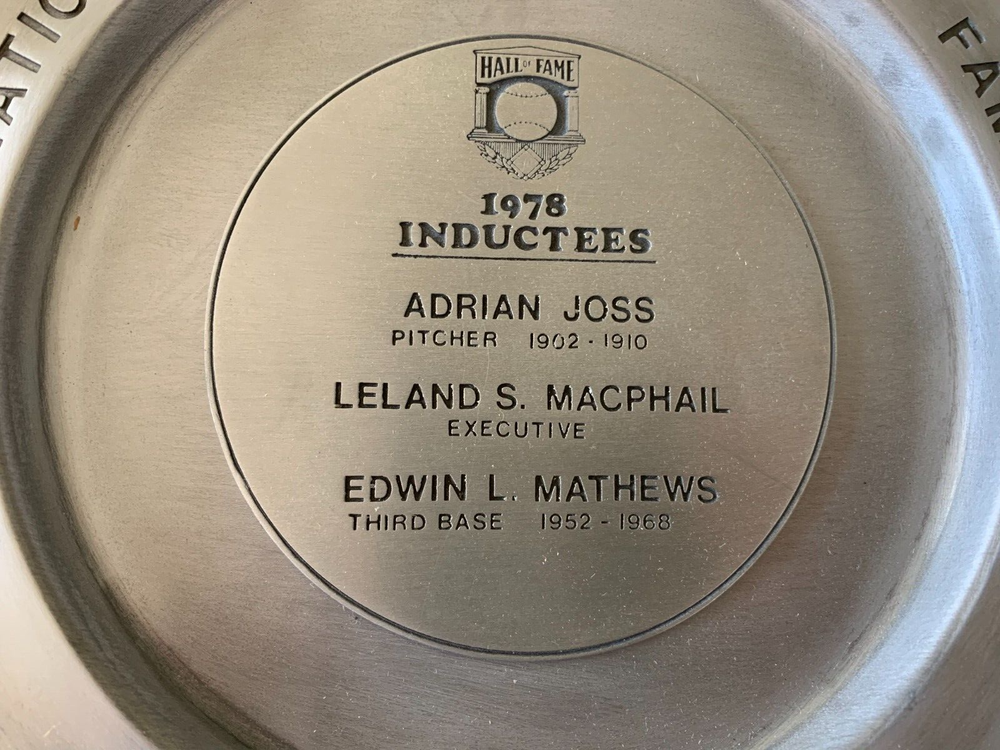 HALL OF FAME
1978
INDUCTEES
ADRIAN JOSS
PITCHER 1902 - 1910
LELAND S. MACPHAIL
EXECUTIVE
EDWIN L. MATHEWS
THIRD BASE 1952 - 1968